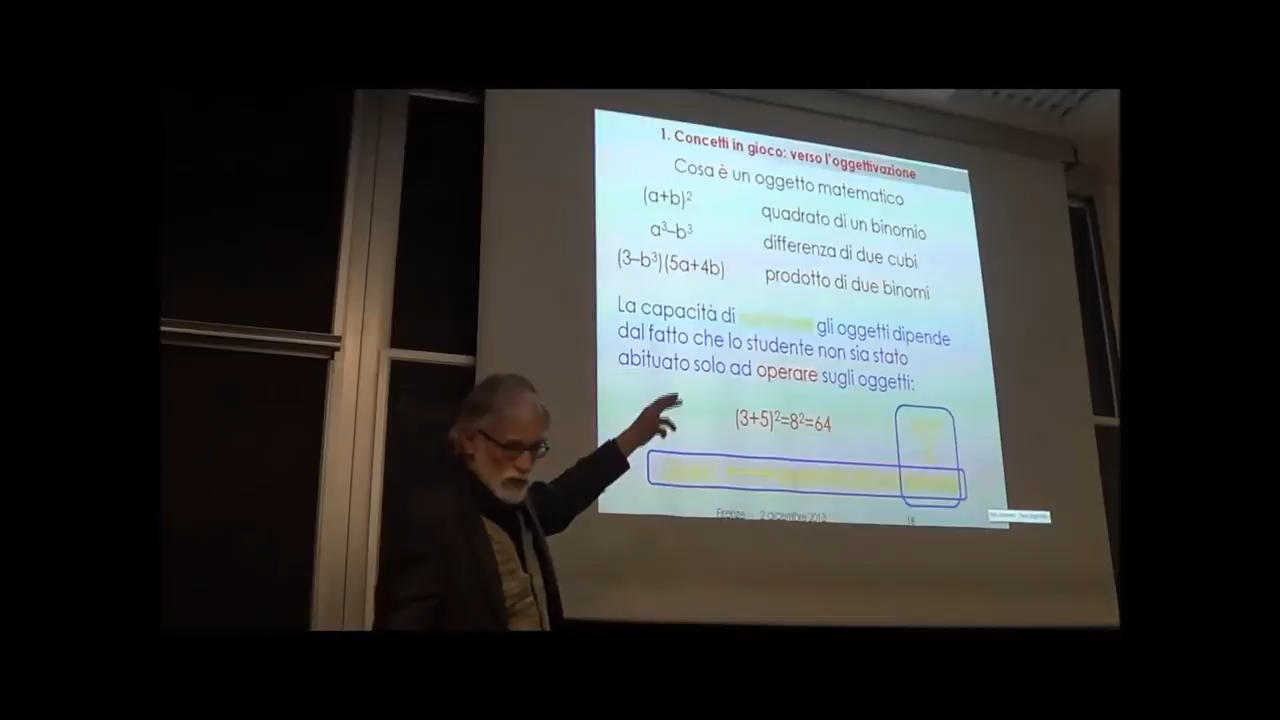 1. Concetti in gioco: verso l'oggettivazione
Cosa è un oggetto matematico
(a+b)² quadrato di un binomio
a³–b³ differenza di due cubi
(3–b³)(5a+4b) prodotto di due binomi
La capacità di gli oggetti dipende
dal fatto che lo studente non sia stato
abituato solo ad operare sugli oggetti:
(3+5)²=8²=64
Firenze - 2 dicembre 2013 18